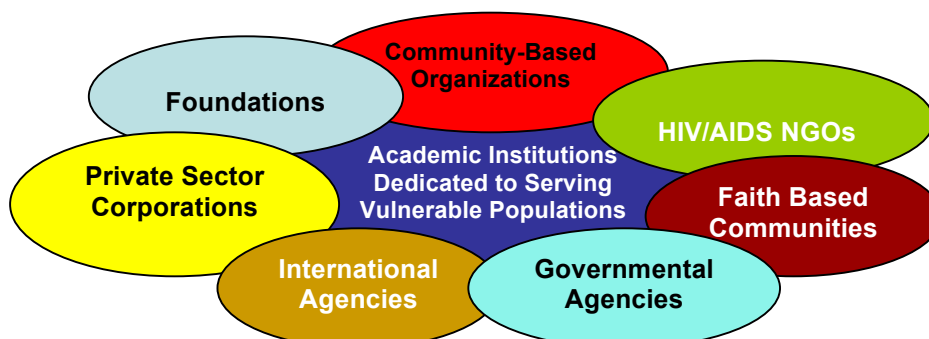 Community-Based
Organizations
Foundations
HIV/AIDS NGOs
Academic Institutions
Dedicated to Serving
Vulnerable Populations
Private Sector
Corporations
Faith Based
Communities
International
Agencies
Governmental
Agencies